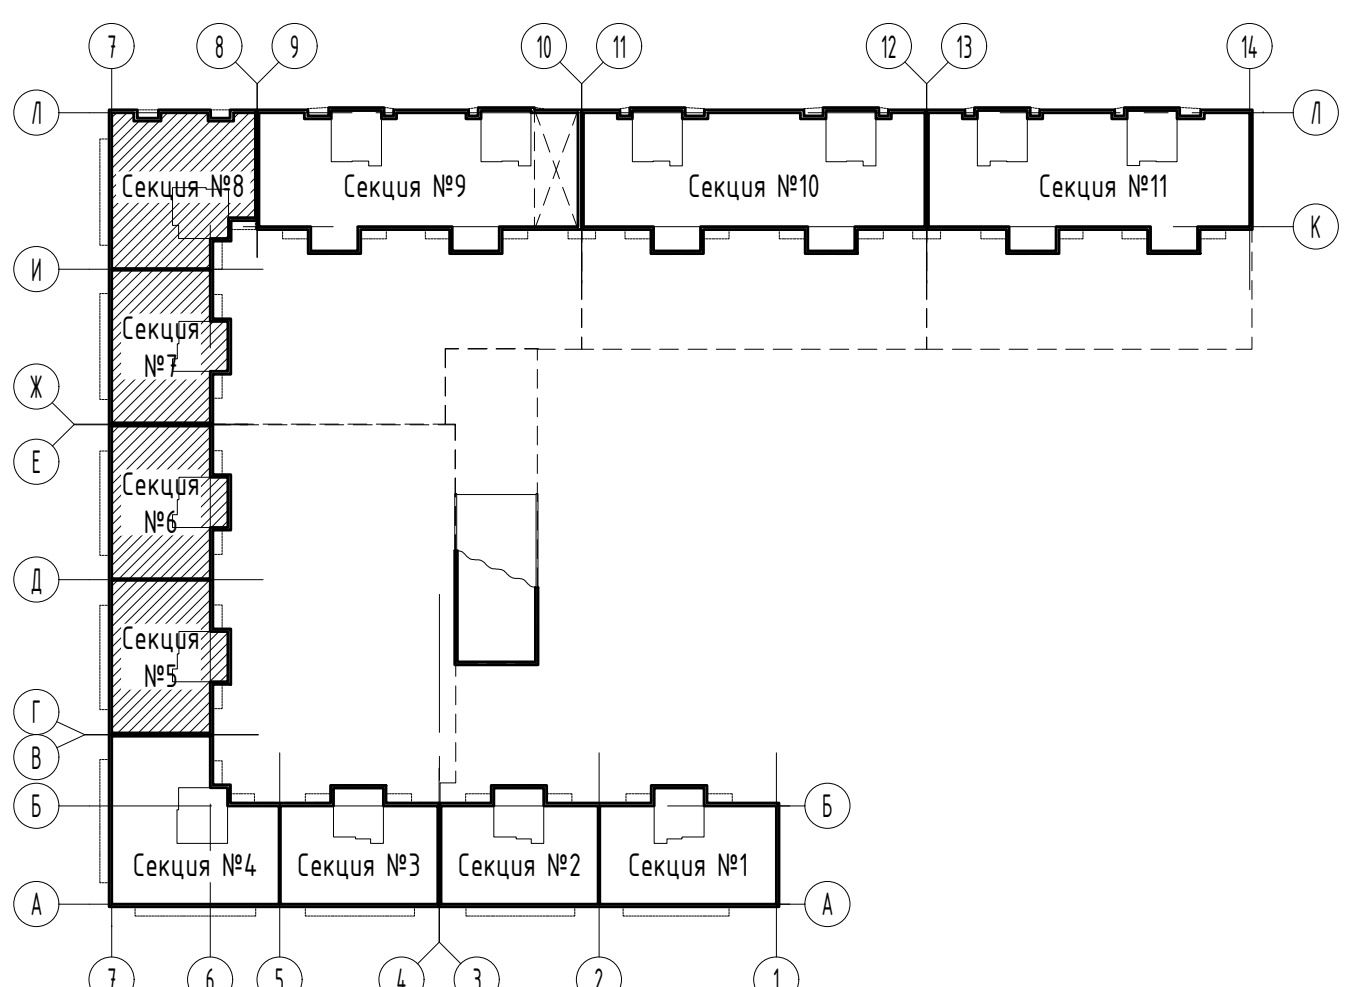 7 8 9 10 11 12 13 14
Л Л
Секция №8 Секция №9 Секция №10 Секция №11
К
И
Секция
№7
Ж
Е
Секция
№6
Д
Секция
№5
Г
В
Б Б
Секция №4 Секция №3 Секция №2 Секция №1
А А
7 6 5 4 3 2 1